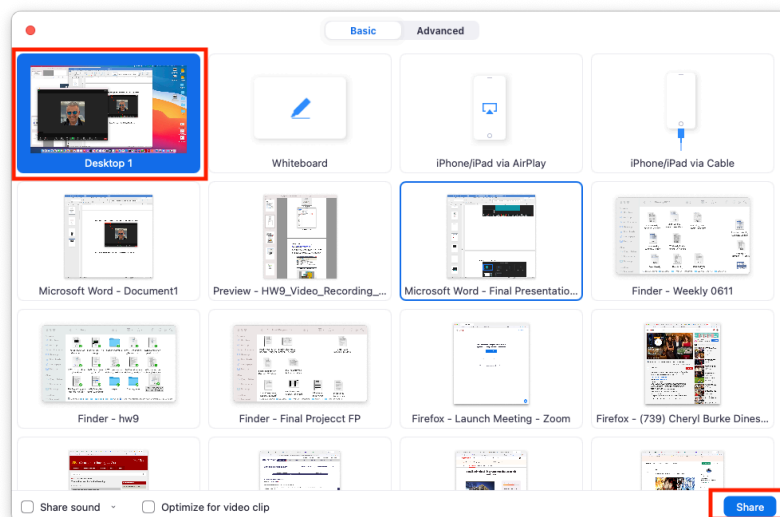 Basic Advanced
Desktop 1 Whiteboard iPhone/iPad via AirPlay iPhone/iPad via Cable
Microsoft Word - Document1 Preview - HW9_Video_Recording_... Microsoft Word - Final Presentatio... Finder - Weekly 0611
Finder - hw9 Finder - Final Projecct FP Firefox - Launch Meeting - Zoom Firefox - (739) Cheryl Burke Dines...
Share sound Optimize for video clip Share